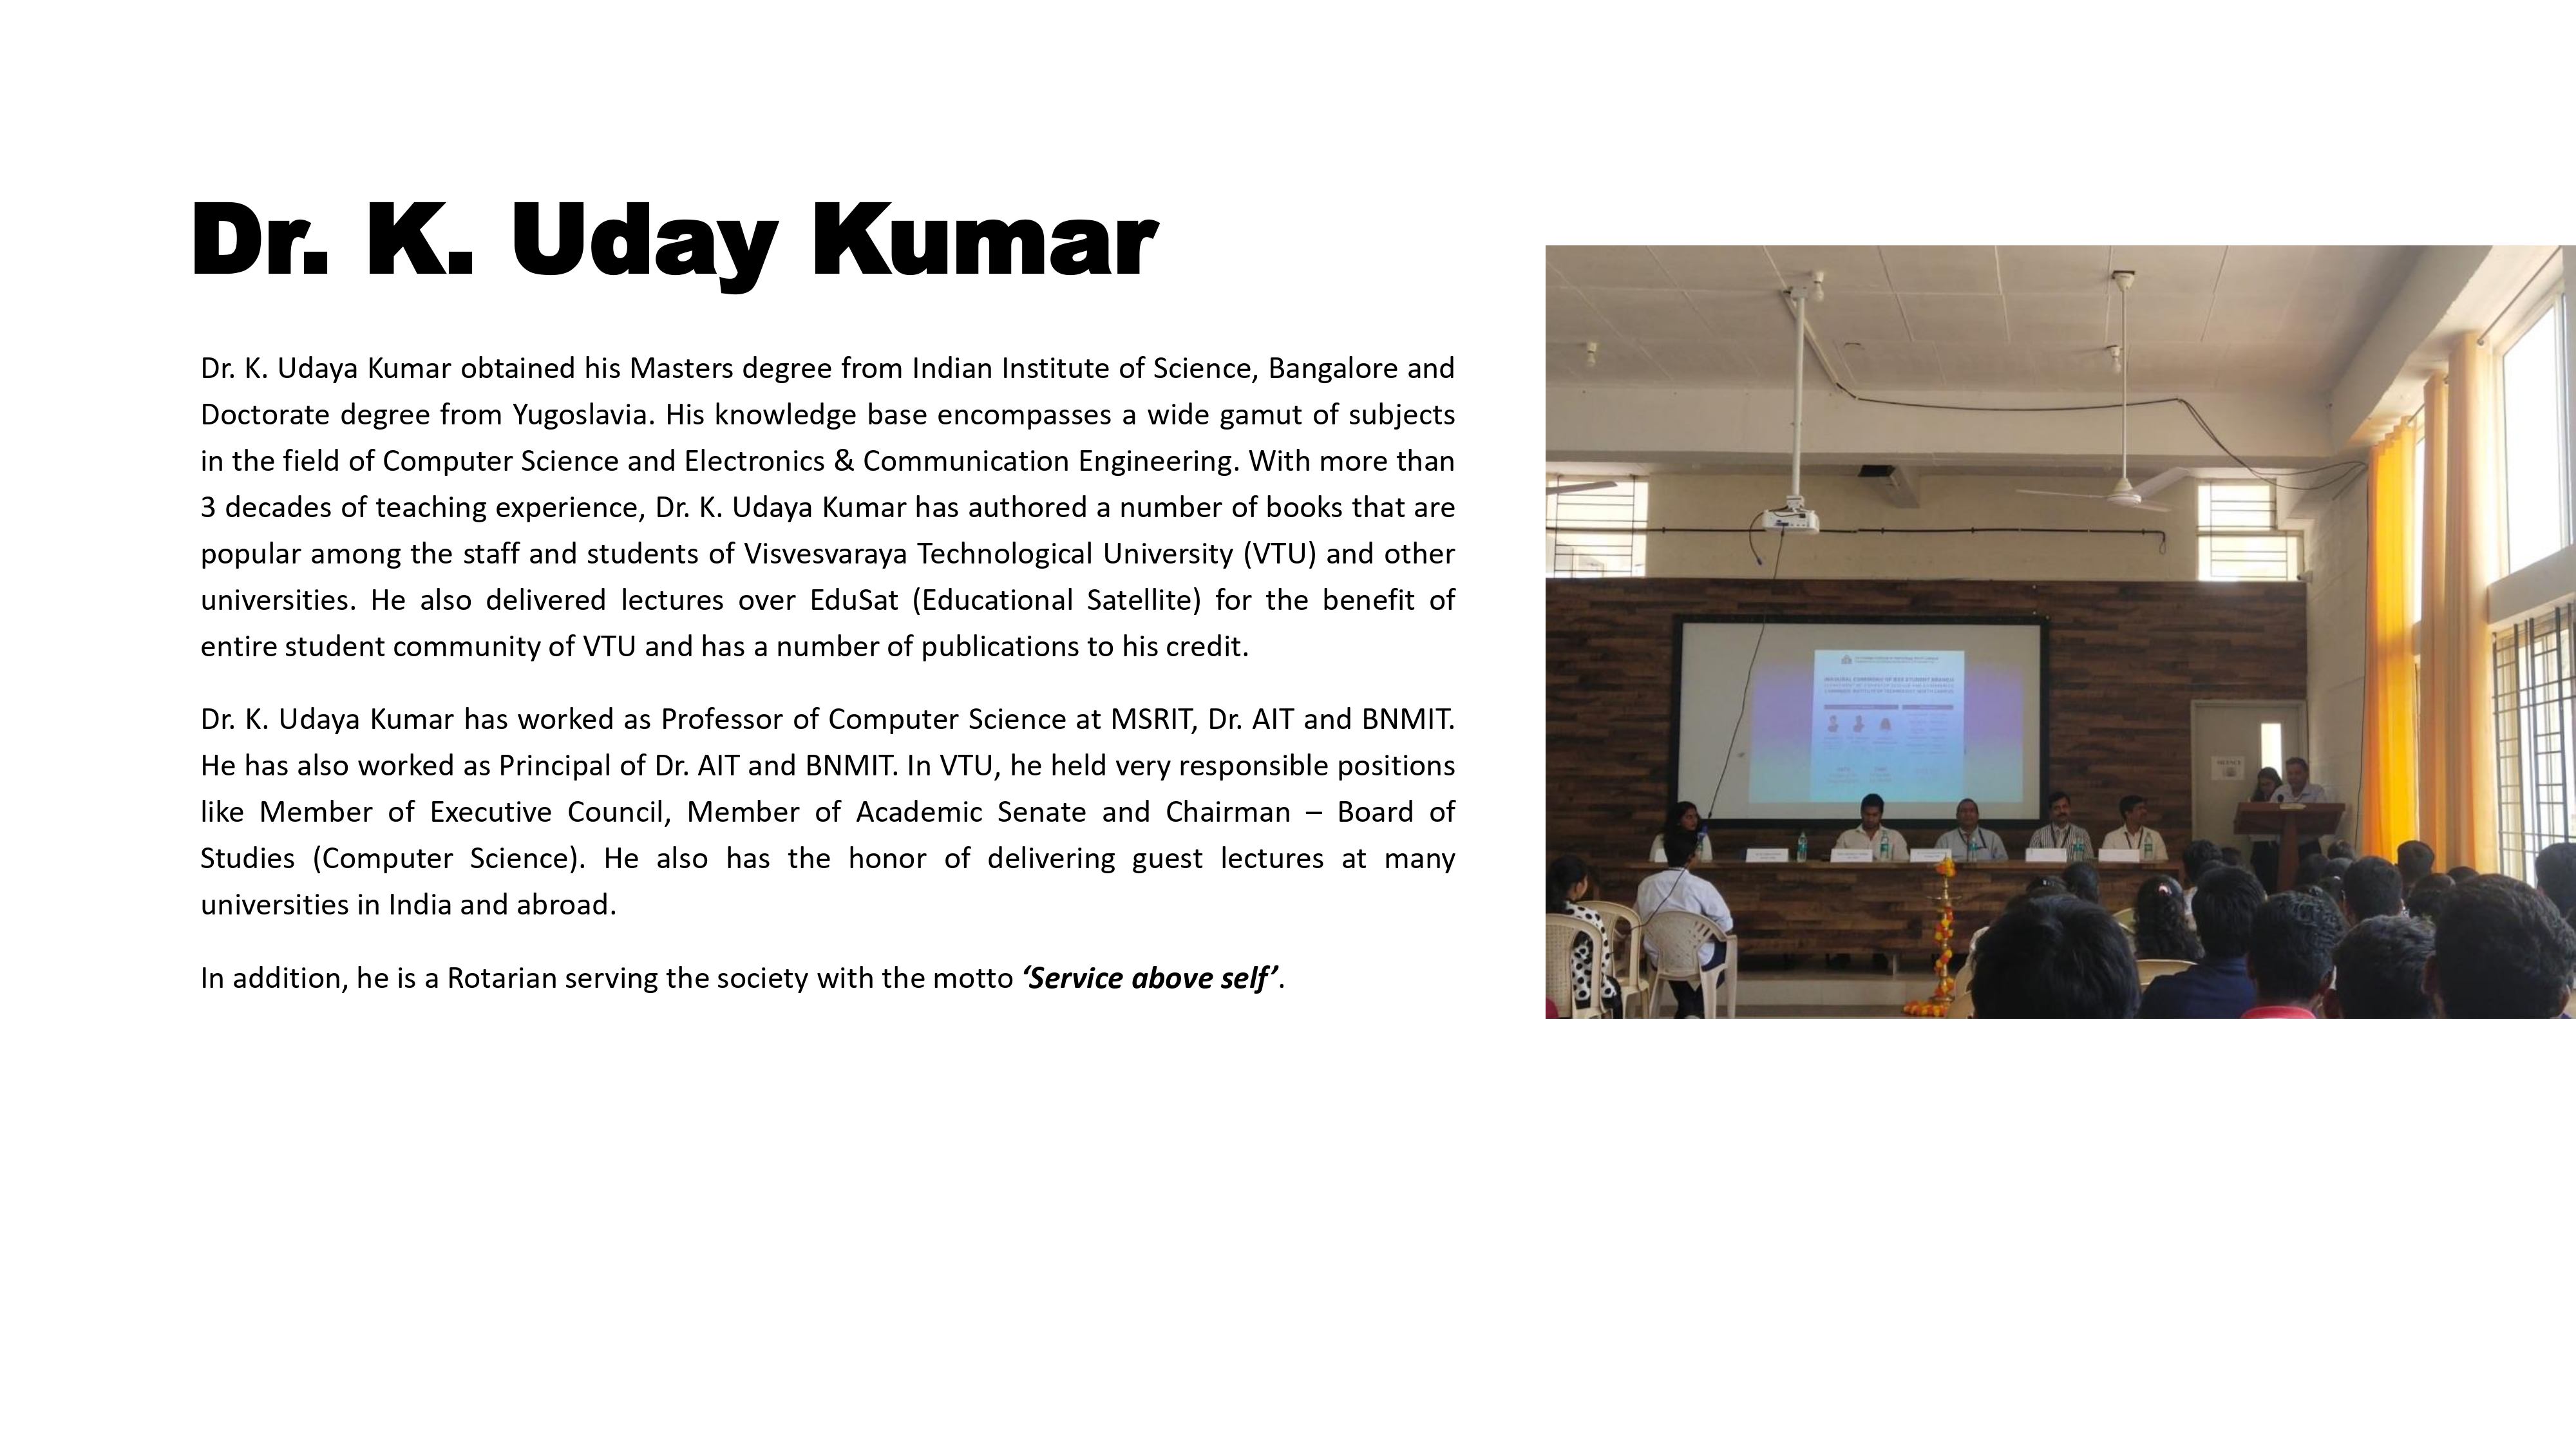 Dr. K. Uday Kumar
Dr. K. Udaya Kumar obtained his Masters degree from Indian Institute of Science, Bangalore and
Doctorate degree from Yugoslavia. His knowledge base encompasses a wide gamut of subjects
in the field of Computer Science and Electronics & Communication Engineering. With more than
3 decades of teaching experience, Dr. K. Udaya Kumar has authored a number of books that are
popular among the staff and students of Visvesvaraya Technological University (VTU) and other
universities. He also delivered lectures over EduSat (Educational Satellite) for the benefit of
entire student community of VTU and has a number of publications to his credit.
Dr. K. Udaya Kumar has worked as Professor of Computer Science at MSRIT, Dr. AIT and BNMIT.
He has also worked as Principal of Dr. AIT and BNMIT. In VTU, he held very responsible positions
like Member of Executive Council, Member of Academic Senate and Chairman – Board of
Studies (Computer Science). He also has the honor of delivering guest lectures at many
universities in India and abroad.
In addition, he is a Rotarian serving the society with the motto ‘Service above self’.
INAUGURAL CEREMONY OF IEEE STUDENT BRANCH
SILENCE